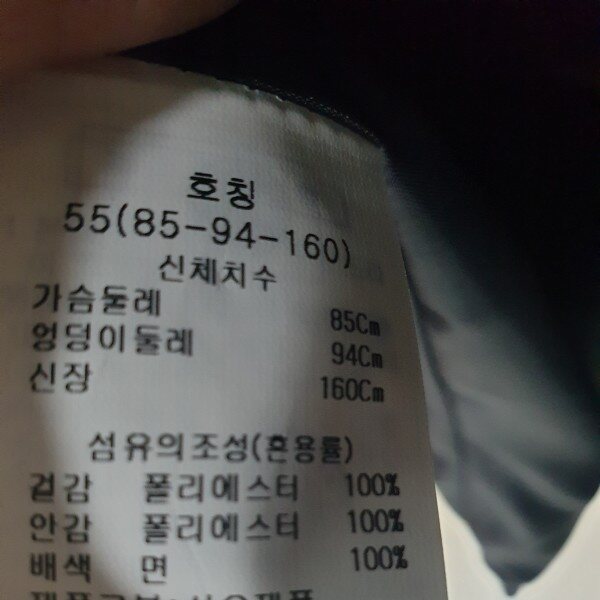 호칭
55(85-94-160)
신체치수
가슴둘레 85Cm
엉덩이둘레 94Cm
신장 160Cm
섬유의조성(혼용률)
겉감 폴리에스터 100%
안감 폴리에스터 100%
배색 면 100%